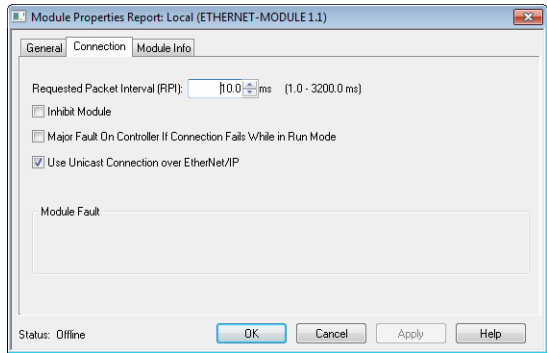 Module Properties Report: Local (ETHERNET-MODULE 1.1)
General Connection Module Info
Requested Packet Interval (RPI): 10.0 ms (1.0 - 3200.0 ms)
Inhibit Module
Major Fault On Controller If Connection Fails While in Run Mode
Use Unicast Connection over EtherNet/IP
Module Fault
Status: Offline OK Cancel Apply Help